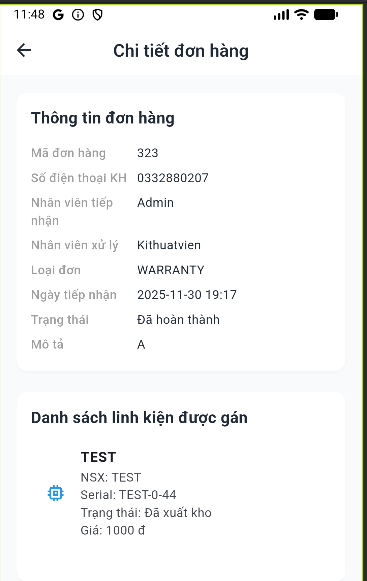 11:48
Chi tiết đơn hàng
Thông tin đơn hàng
Mã đơn hàng 323
Số điện thoại KH 0332880207
Nhân viên tiếp nhận Admin
Nhân viên xử lý Kithuatvien
Loại đơn WARRANTY
Ngày tiếp nhận 2025-11-30 19:17
Trạng thái Đã hoàn thành
Mô tả A
Danh sách linh kiện được gán
TEST
NSX: TEST
Serial: TEST-0-44
Trạng thái: Đã xuất kho
Giá: 1000 đ